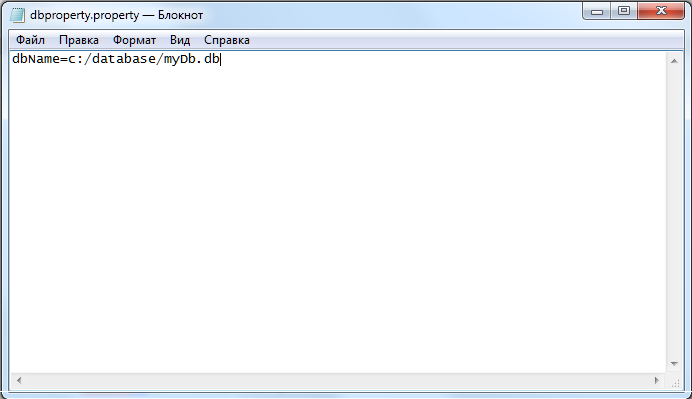 dbproperty.property — Блокнот
Файл Правка Формат Вид Справка
dbName=c:/database/myDb.db